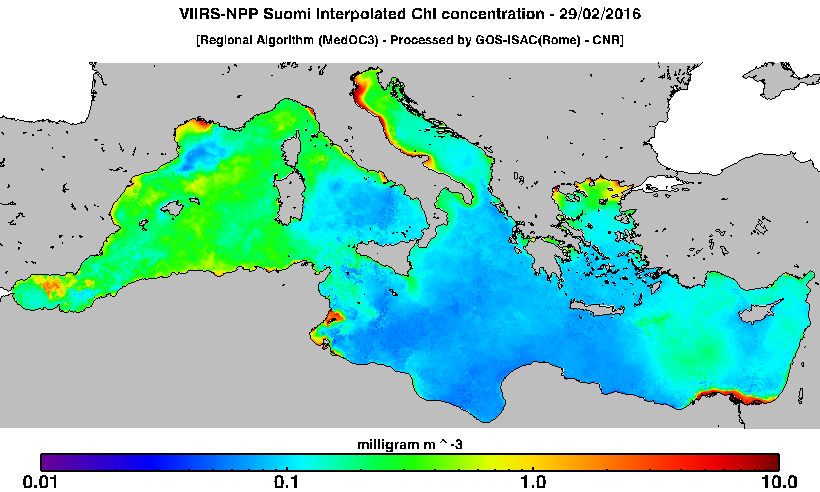 VIIRS-NPP Suomi Interpolated Chl concentration - 29/02/2016
[Regional Algorithm (MedOC3) - Processed by GOS-ISAC(Rome) - CNR]
milligram m ^-3
0.01 0.1 1.0 10.0